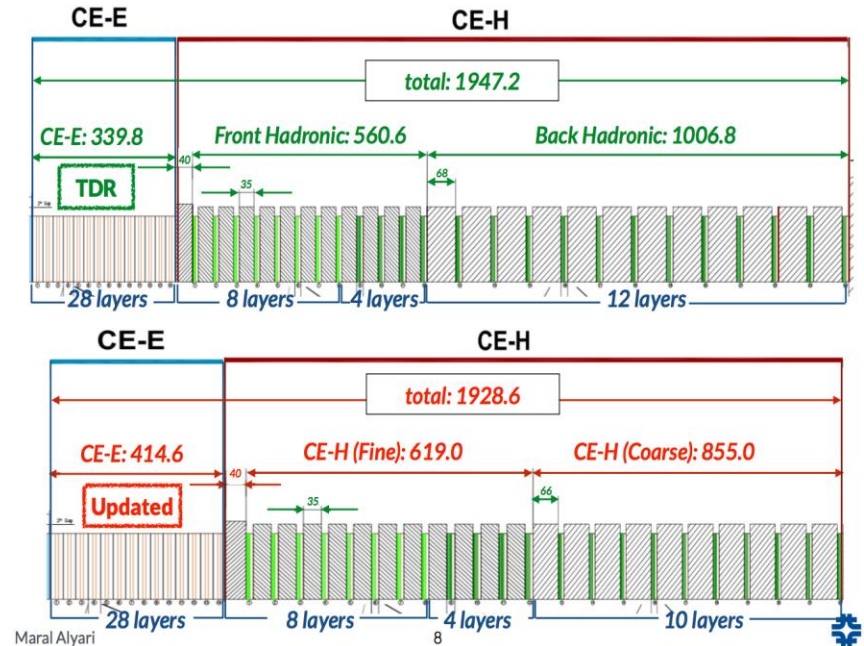 CE-E CE-H
total: 1947.2
CE-E: 339.8 Front Hadronic: 560.6 Back Hadronic: 1006.8
40
TDR
35
68
28 layers 8 layers 4 layers 12 layers
CE-E CE-H
total: 1928.6
CE-E: 414.6 CE-H (Fine): 619.0 CE-H (Coarse): 855.0
40
Updated
35
66
28 layers 8 layers 4 layers 10 layers
Maral Alyari 8